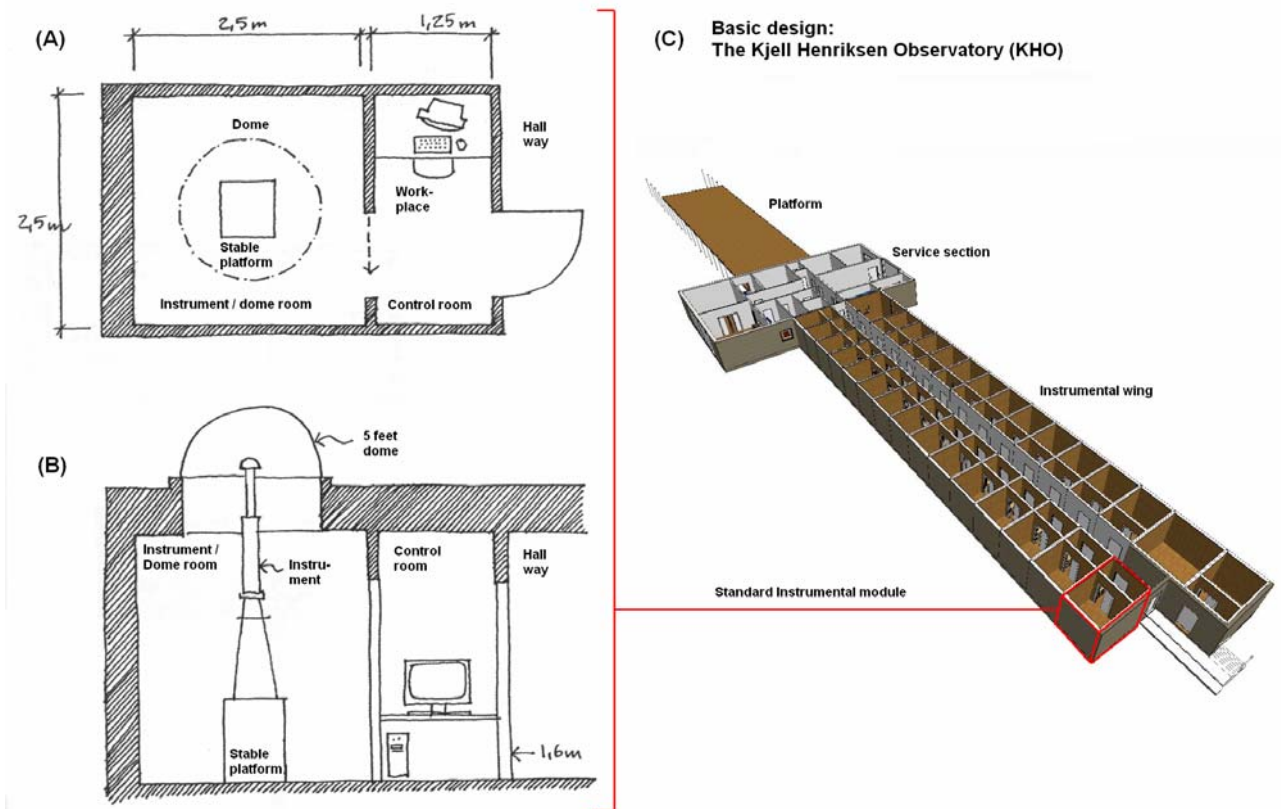 (A)
2,5m
1,25m
2,5m
Dome
Hall
way
Work-
place
Stable
platform
Instrument / dome room
Control room
(B)
5 feet
dome
Instrument /
Dome room
Instru-
ment
Control
room
Hall
way
Stable
platform
1,6m
(C)
Basic design:
The Kjell Henriksen Observatory (KHO)
Platform
Service section
Instrumental wing
Standard Instrumental module